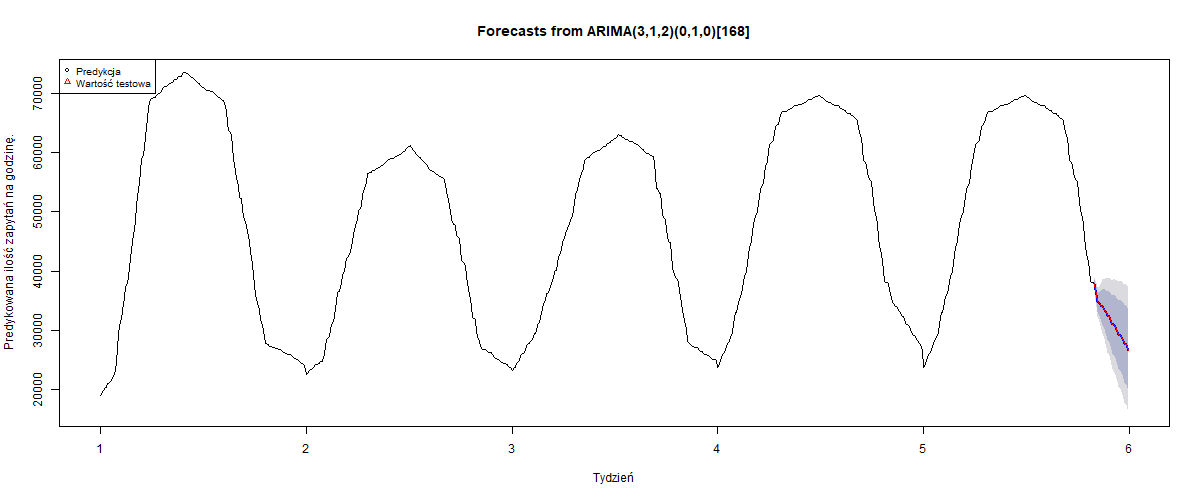 Forecasts from ARIMA(3,1,2)(0,1,0)[168]
Predykcja
Wartość testowa
Predykowana ilość zapytań na godzinę.
70000
60000
50000
40000
30000
20000
1 2 3 4 5 6
Tydzień